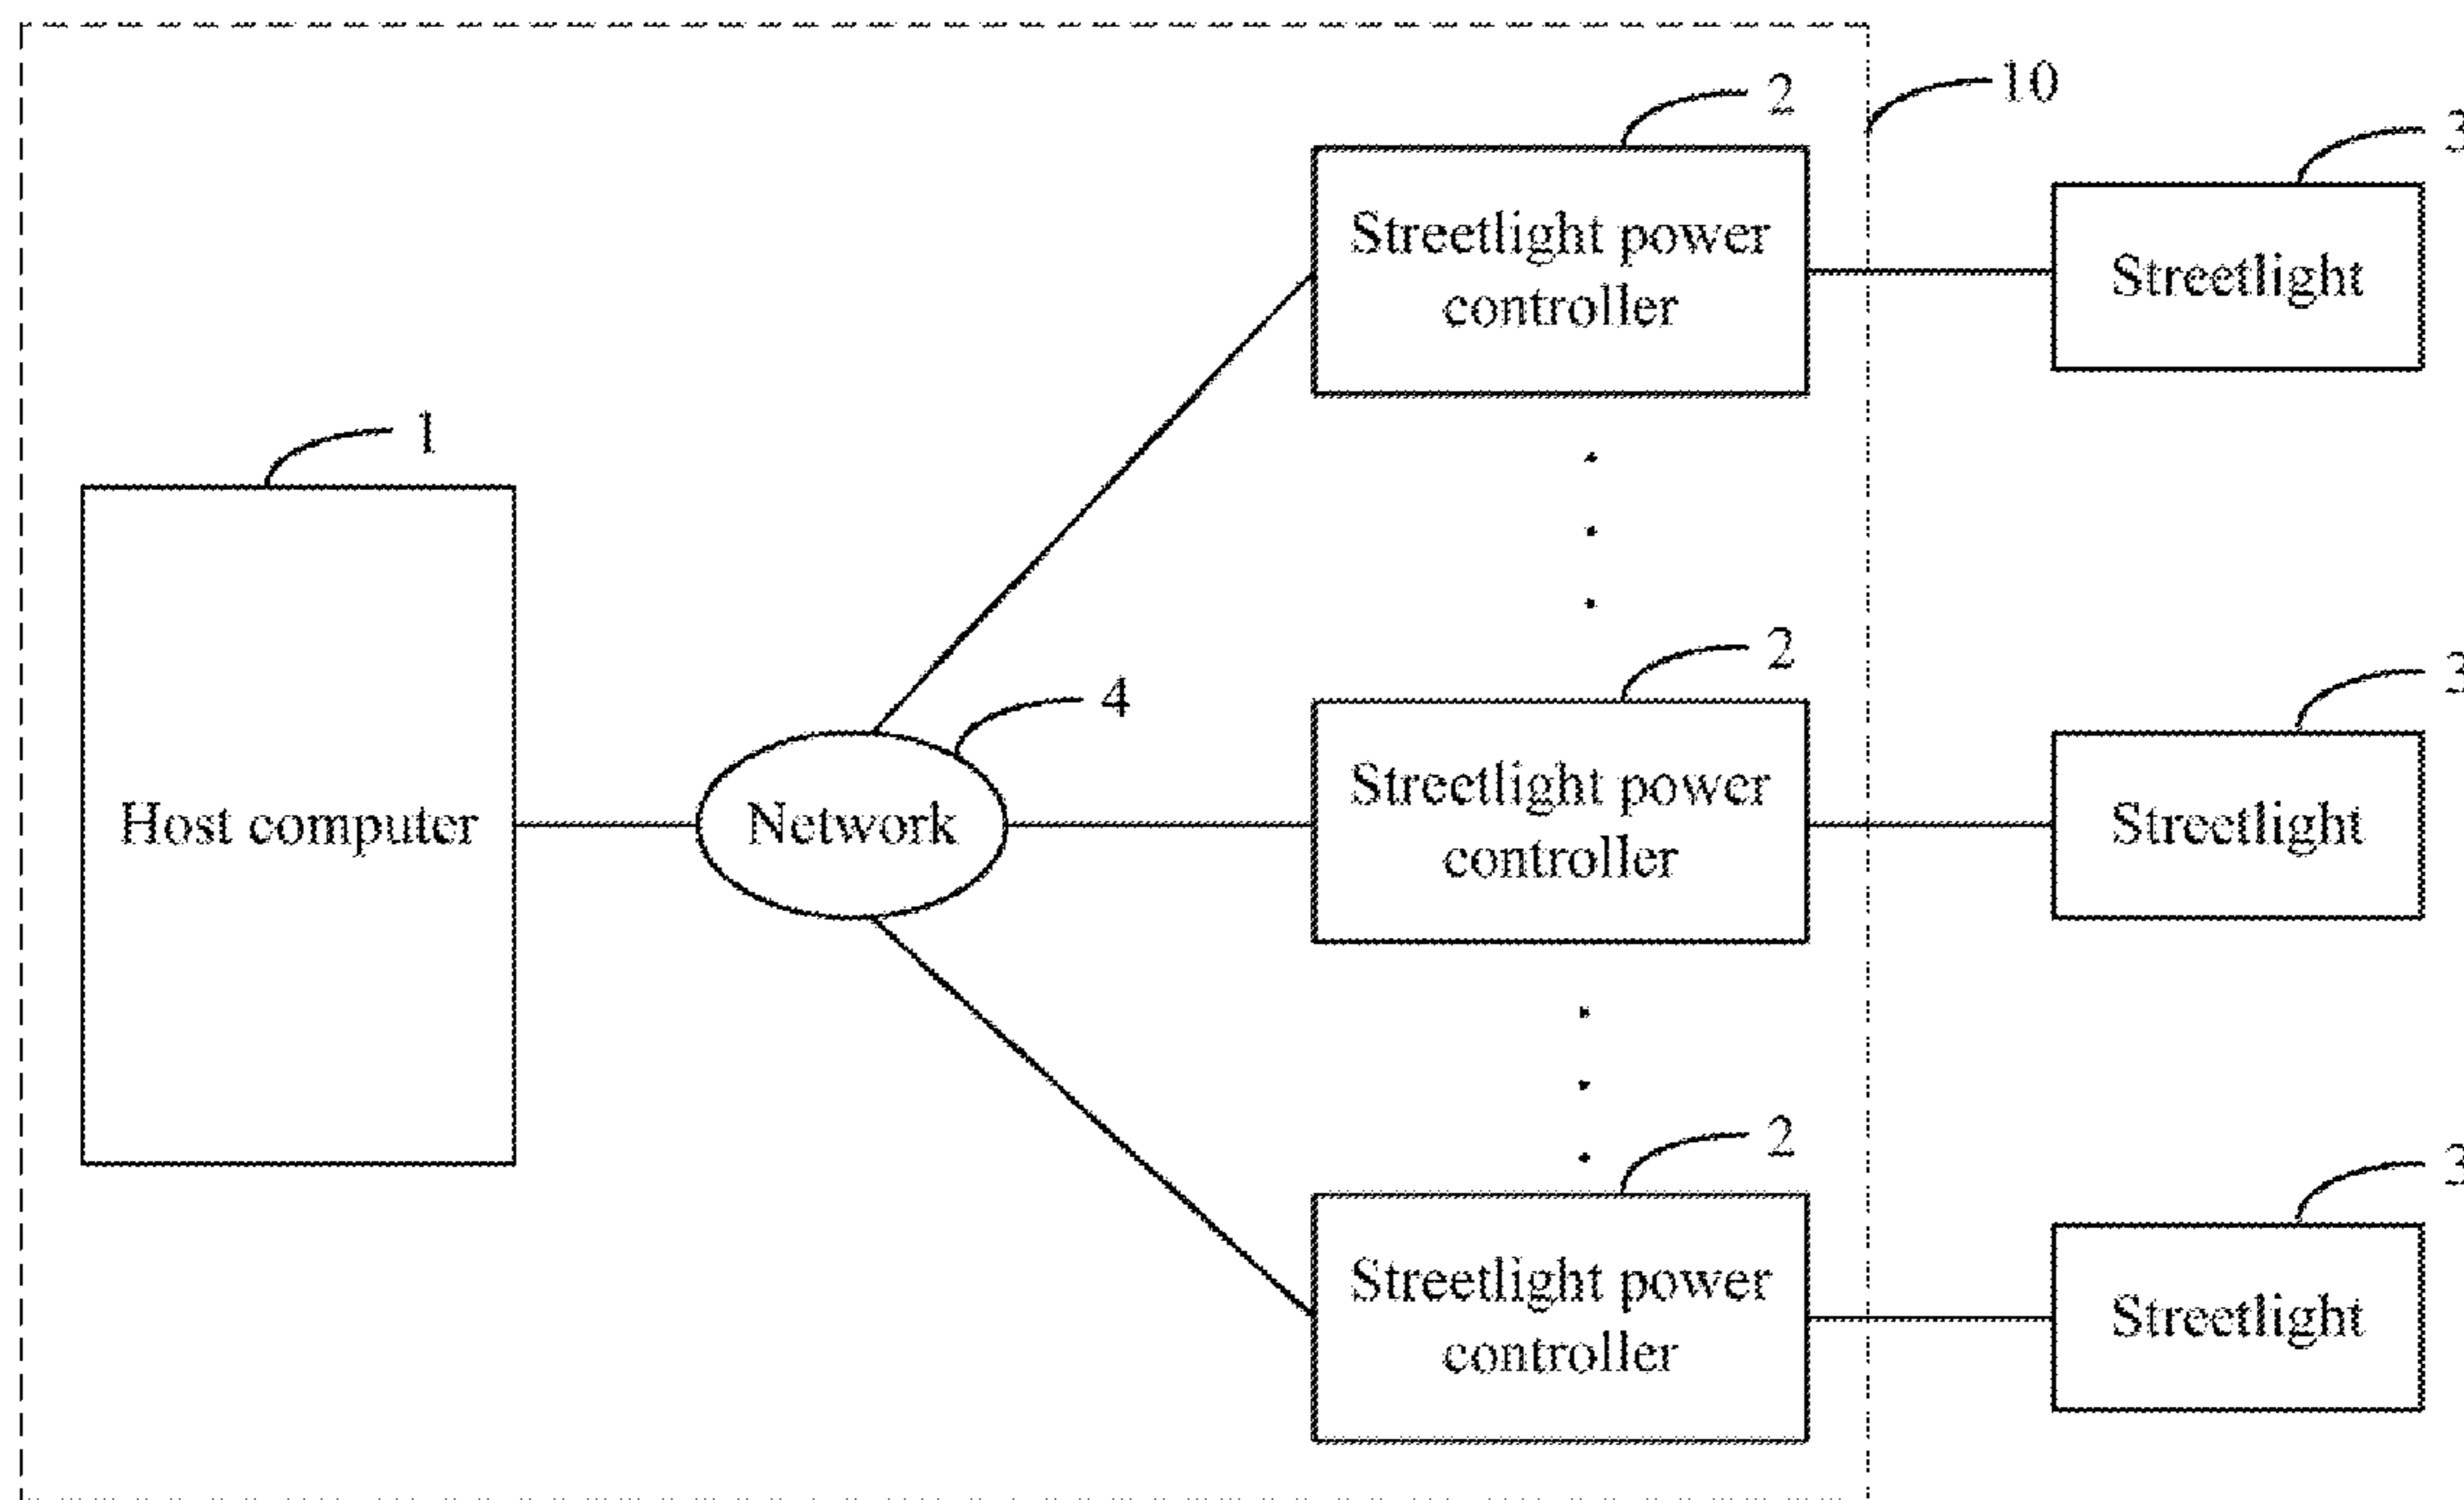 2
10
3
Streetlight power
controller
Streetlight
1
2
3
4
Host computer
Network
Streetlight power
controller
Streetlight
2
3
Streetlight power
controller
Streetlight